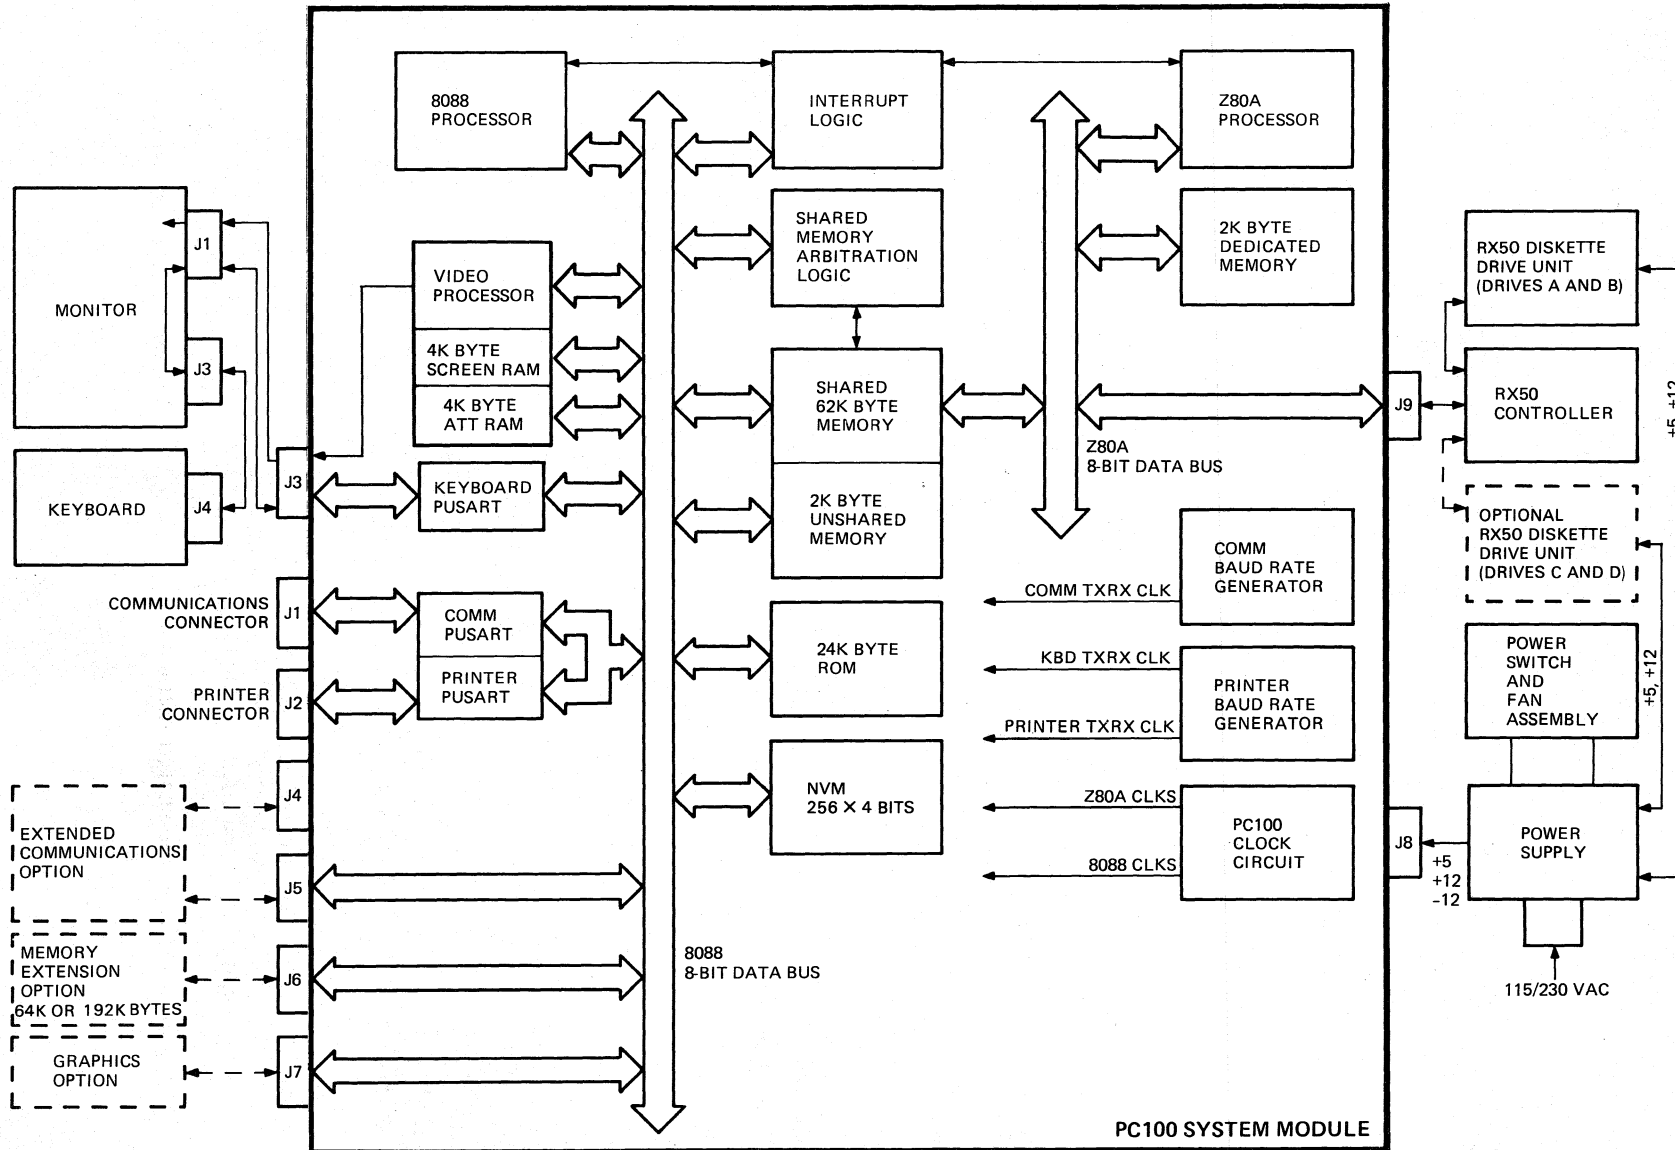 8088
PROCESSOR
INTERRUPT
LOGIC
Z80A
PROCESSOR
SHARED
MEMORY
ARBITRATION
LOGIC
2K BYTE
DEDICATED
MEMORY
MONITOR
J1
J3
VIDEO
PROCESSOR
4K BYTE
SCREEN RAM
4K BYTE
ATT RAM
SHARED
62K BYTE
MEMORY
2K BYTE
UNSHARED
MEMORY
Z80A
8-BIT DATA BUS
J9
RX50 DISKETTE
DRIVE UNIT
(DRIVES A AND B)
RX50
CONTROLLER
+5, +12
OPTIONAL
RX50 DISKETTE
DRIVE UNIT
(DRIVES C AND D)
KEYBOARD
J4
J3
KEYBOARD
PUSART
COMMUNICATIONS
CONNECTOR
J1
COMM
PUSART
PRINTER
CONNECTOR
J2
PRINTER
PUSART
24K BYTE
ROM
COMM TXRX CLK
COMM
BAUD RATE
GENERATOR
KBD TXRX CLK
PRINTER TXRX CLK
PRINTER
BAUD RATE
GENERATOR
POWER
SWITCH
AND
FAN
ASSEMBLY
+5, +12
J4
EXTENDED
COMMUNICATIONS
OPTION
J5
NVM
256 X 4 BITS
Z80A CLKS
8088 CLKS
PC100
CLOCK
CIRCUIT
J8
+5
+12
-12
POWER
SUPPLY
MEMORY
EXTENSION
OPTION
64K OR 192K BYTES
J6
8088
8-BIT DATA BUS
115/230 VAC
GRAPHICS
OPTION
J7
PC100 SYSTEM MODULE